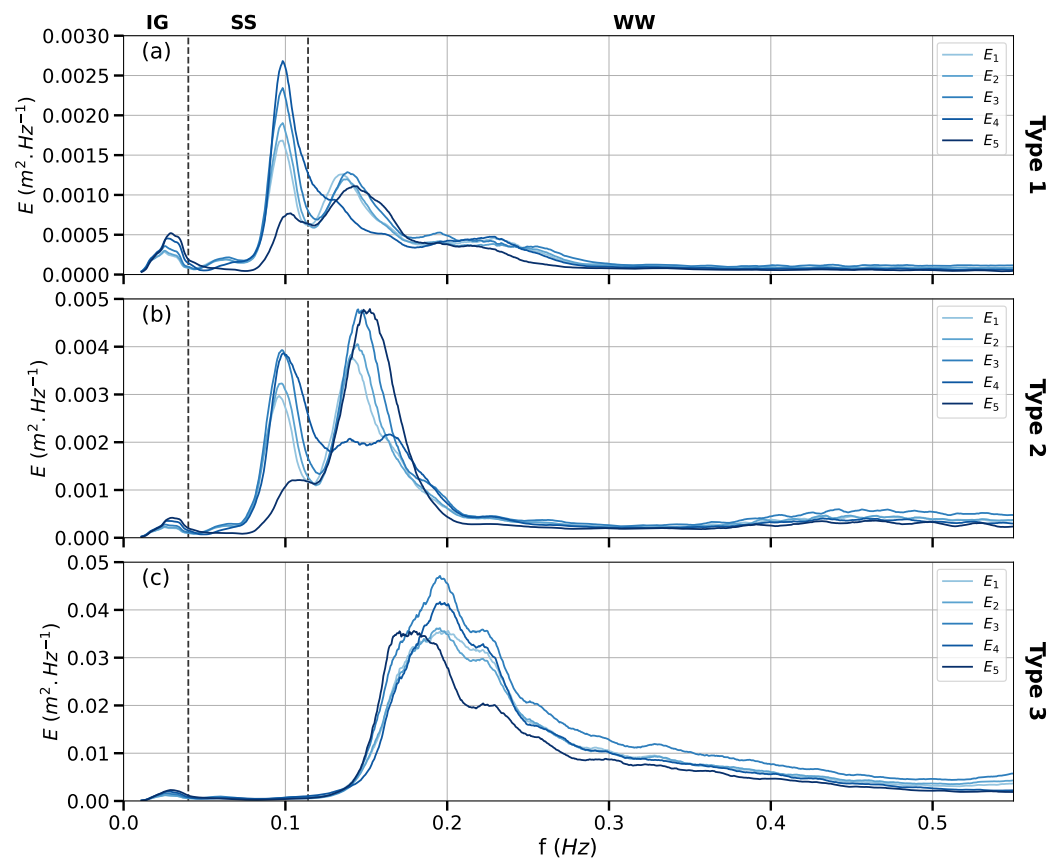 IG SS WW
(a)
0.0030
0.0025
0.0020
0.0015
0.0010
0.0005
0.0000
E (m².Hz⁻¹)
E₁
E₂
E₃
E₄
E₅
Type 1
(b)
0.005
0.004
0.003
0.002
0.001
0.000
E (m².Hz⁻¹)
E₁
E₂
E₃
E₄
E₅
Type 2
(c)
0.05
0.04
0.03
0.02
0.01
0.00
E (m².Hz⁻¹)
E₁
E₂
E₃
E₄
E₅
Type 3
0.0 0.1 0.2 0.3 0.4 0.5
f (Hz)